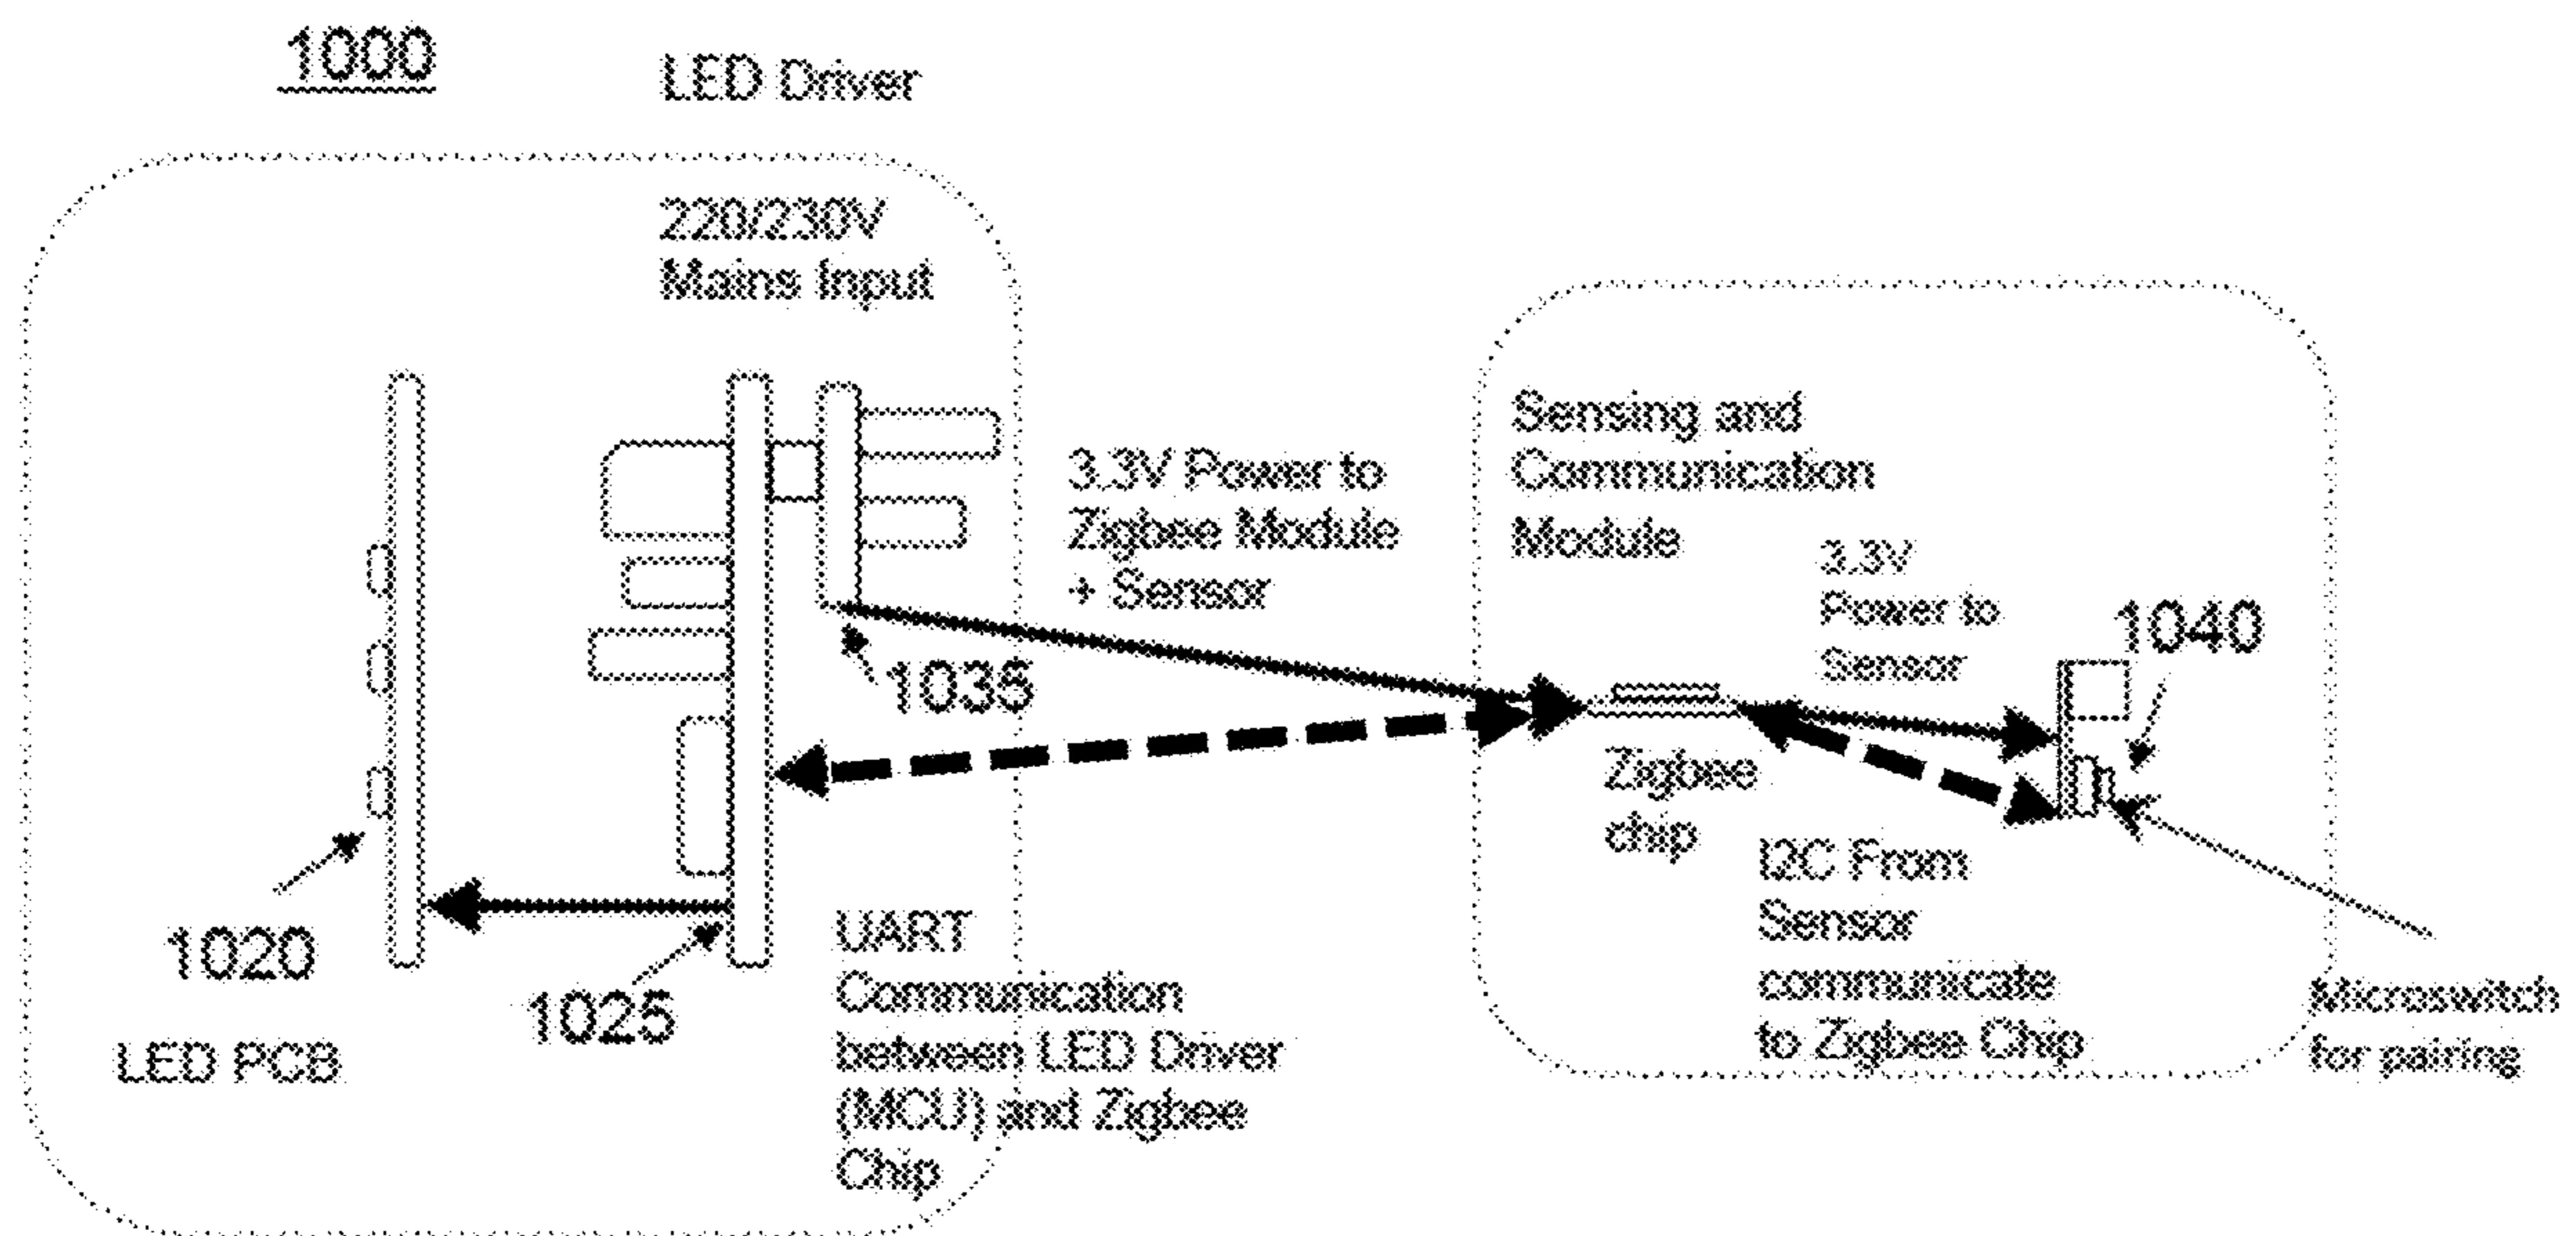 1000
LED Driver
220/230V
Mains Input
3.3V Power to
Zigbee Module
+ Sensor
1035
Sensing and
Communication
Module
3.3V
Power to
Sensor
1040
Zigbee
chip
I2C From
Sensor
communicate
to Zigbee Chip
Microswitch
for pairing
1020
LED PCB
1025
UART
Communication
between LED Driver
(MCU) and Zigbee
Chip